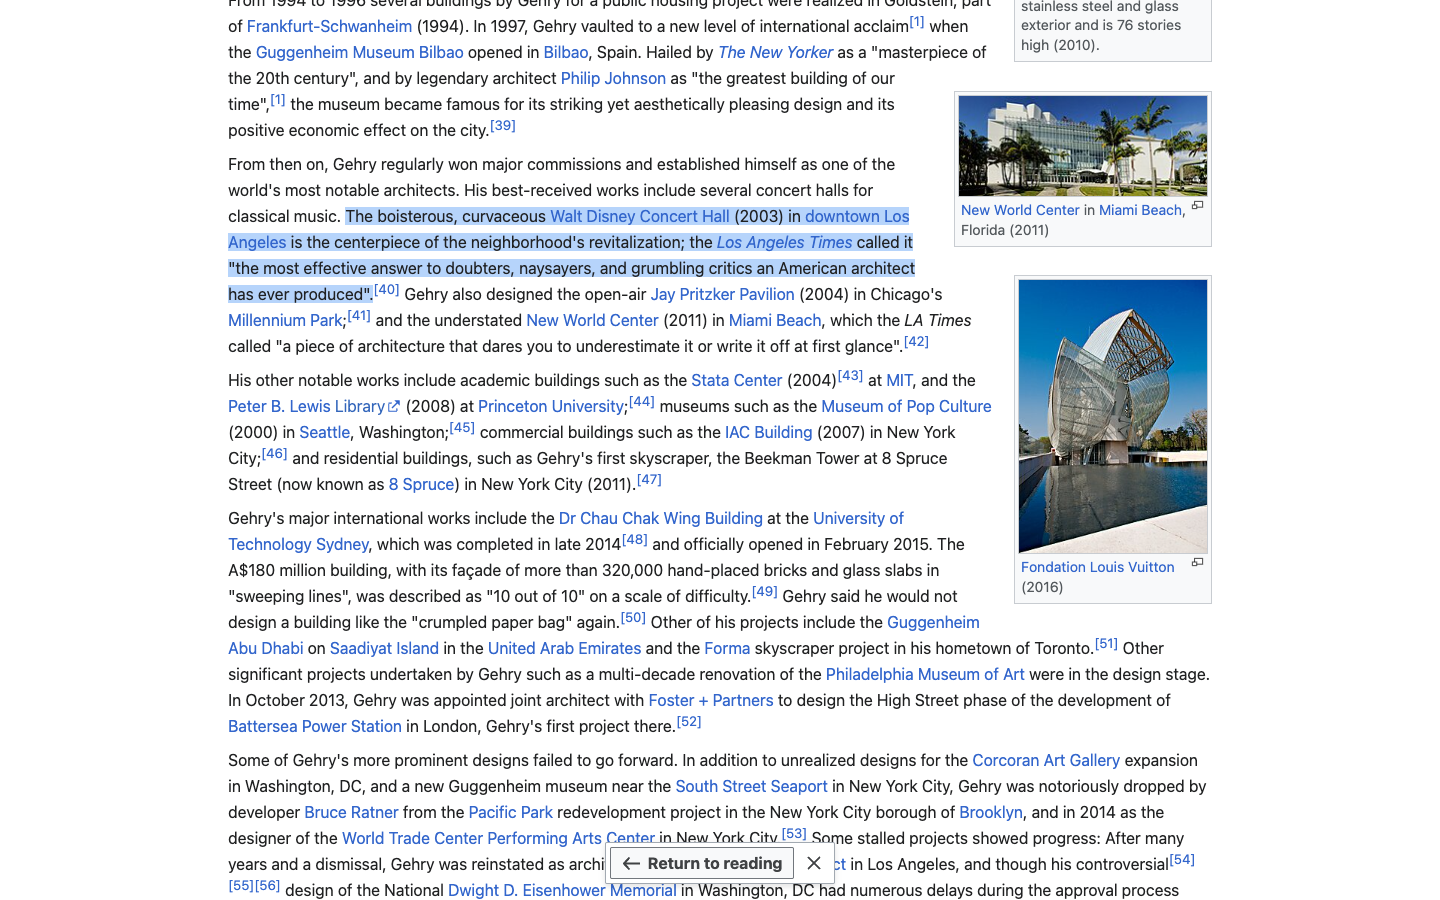 From 1994 to 1996 several buildings by Gehry for a public housing project were realized in Goldstein, part
of Frankfurt-Schwanheim (1994). In 1997, Gehry vaulted to a new level of international acclaim[1] when
the Guggenheim Museum Bilbao opened in Bilbao, Spain. Hailed by The New Yorker as a "masterpiece of
the 20th century", and by legendary architect Philip Johnson as "the greatest building of our
time",[1] the museum became famous for its striking yet aesthetically pleasing design and its
positive economic effect on the city.[39]
From then on, Gehry regularly won major commissions and established himself as one of the
world's most notable architects. His best-received works include several concert halls for
classical music. The boisterous, curvaceous Walt Disney Concert Hall (2003) in downtown Los
Angeles is the centerpiece of the neighborhood's revitalization; the Los Angeles Times called it
"the most effective answer to doubters, naysayers, and grumbling critics an American architect
has ever produced".[40] Gehry also designed the open-air Jay Pritzker Pavilion (2004) in Chicago's
Millennium Park;[41] and the understated New World Center (2011) in Miami Beach, which the LA Times
called "a piece of architecture that dares you to underestimate it or write it off at first glance".[42]
His other notable works include academic buildings such as the Stata Center (2004)[43] at MIT, and the
Peter B. Lewis Library (2008) at Princeton University;[44] museums such as the Museum of Pop Culture
(2000) in Seattle, Washington;[45] commercial buildings such as the IAC Building (2007) in New York
City;[46] and residential buildings, such as Gehry's first skyscraper, the Beekman Tower at 8 Spruce
Street (now known as 8 Spruce) in New York City (2011).[47]
Gehry's major international works include the Dr Chau Chak Wing Building at the University of
Technology Sydney, which was completed in late 2014[48] and officially opened in February 2015. The
A$180 million building, with its façade of more than 320,000 hand-placed bricks and glass slabs in
"sweeping lines", was described as "10 out of 10" on a scale of difficulty.[49] Gehry said he would not
design a building like the "crumpled paper bag" again.[50] Other of his projects include the Guggenheim
Abu Dhabi on Saadiyat Island in the United Arab Emirates and the Forma skyscraper project in his hometown of Toronto.[51] Other
significant projects undertaken by Gehry such as a multi-decade renovation of the Philadelphia Museum of Art were in the design stage.
In October 2013, Gehry was appointed joint architect with Foster + Partners to design the High Street phase of the development of
Battersea Power Station in London, Gehry's first project there.[52]
Some of Gehry's more prominent designs failed to go forward. In addition to unrealized designs for the Corcoran Art Gallery expansion
in Washington, DC, and a new Guggenheim museum near the South Street Seaport in New York City, Gehry was notoriously dropped by
developer Bruce Ratner from the Pacific Park redevelopment project in the New York City borough of Brooklyn, and in 2014 as the
designer of the World Trade Center Performing Arts Center in New York City.[53] Some stalled projects showed progress: After many
years and a dismissal, Gehry was reinstated as archi ct in Los Angeles, and though his controversial[54]
[55][56] design of the National Dwight D. Eisenhower Memorial in Washington, DC had numerous delays during the approval process
stainless steel and glass
exterior and is 76 stories
high (2010).
New World Center in Miami Beach,
Florida (2011)
Fondation Louis Vuitton
(2016)
← Return to reading